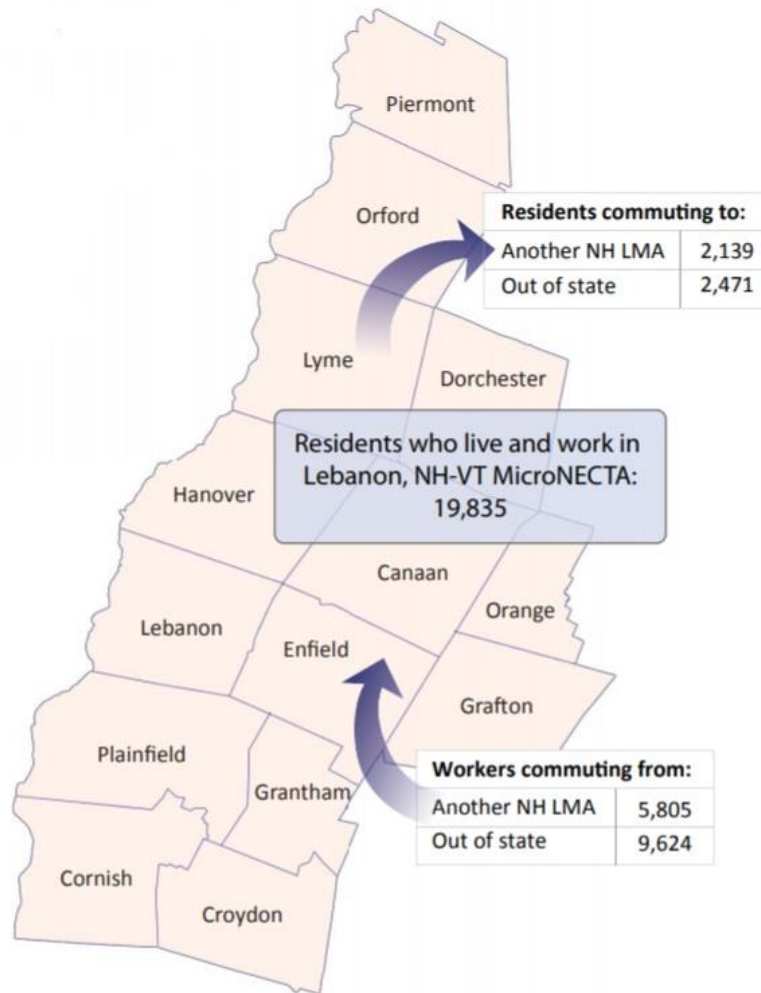 Piermont
Orford
Residents commuting to:
Another NH LMA 2,139
Out of state 2,471
Lyme
Dorchester
Residents who live and work in
Lebanon, NH-VT MicroNECTA:
19,835
Hanover
Canaan
Orange
Lebanon
Enfield
Grafton
Plainfield
Workers commuting from:
Another NH LMA 5,805
Out of state 9,624
Grantham
Cornish
Croydon